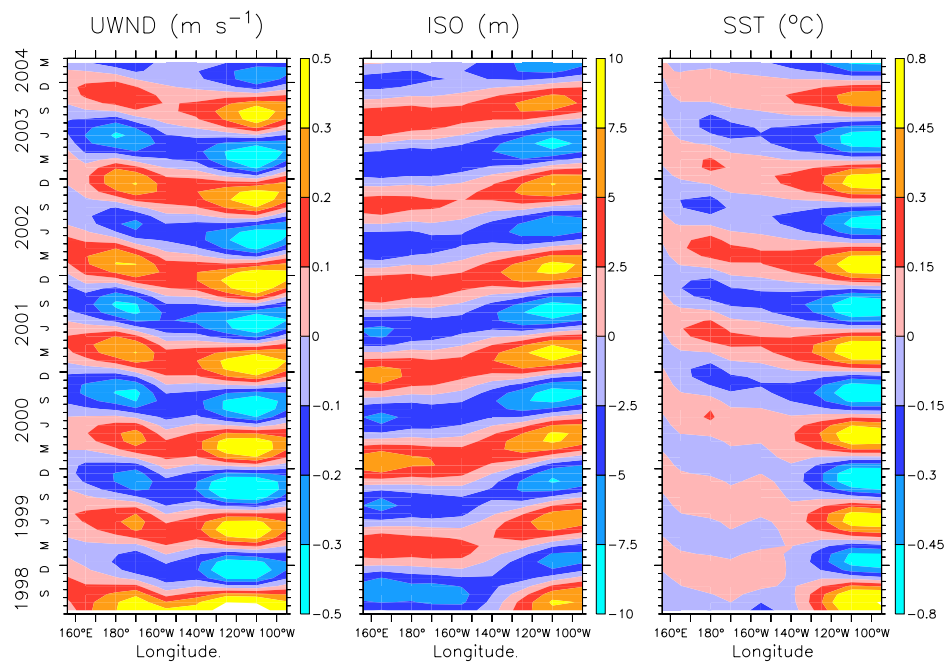 UWND (m s⁻¹) ISO (m) SST (°C)
2004 M 0.5 10 0.8
D
2003 S 0.3 7.5 0.45
J
M
D 0.2 5 0.3
2002 S
J
M 0.1 2.5 0.15
D
2001 S
J 0 0 0
M
D
2000 S −0.1 −2.5 −0.15
J
M
D −0.2 −5 −0.3
1999 S
J
M −0.3 −7.5 −0.45
D
1998 S
−0.5 −10 −0.8
160°E 180° 160°W 140°W 120°W 100°W 160°E 180° 160°W 140°W 120°W 100°W 160°E 180° 160°W 140°W 120°W 100°W
Longitude. Longitude. Longitude.